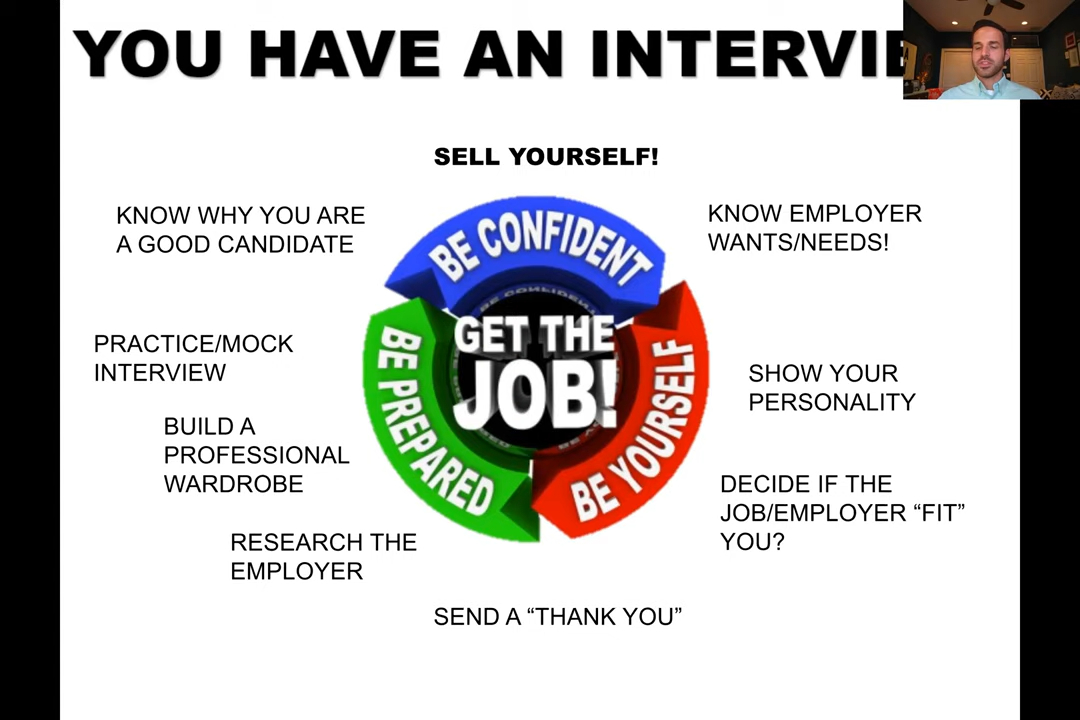 YOU HAVE AN INTERVIE
SELL YOURSELF!
KNOW WHY YOU ARE
A GOOD CANDIDATE
KNOW EMPLOYER
WANTS/NEEDS!
BE CONFIDENT
BE PREPARED
BE YOURSELF
GET THE
JOB!
PRACTICE/MOCK
INTERVIEW
SHOW YOUR
PERSONALITY
BUILD A
PROFESSIONAL
WARDROBE
DECIDE IF THE
JOB/EMPLOYER “FIT”
YOU?
RESEARCH THE
EMPLOYER
SEND A “THANK YOU”